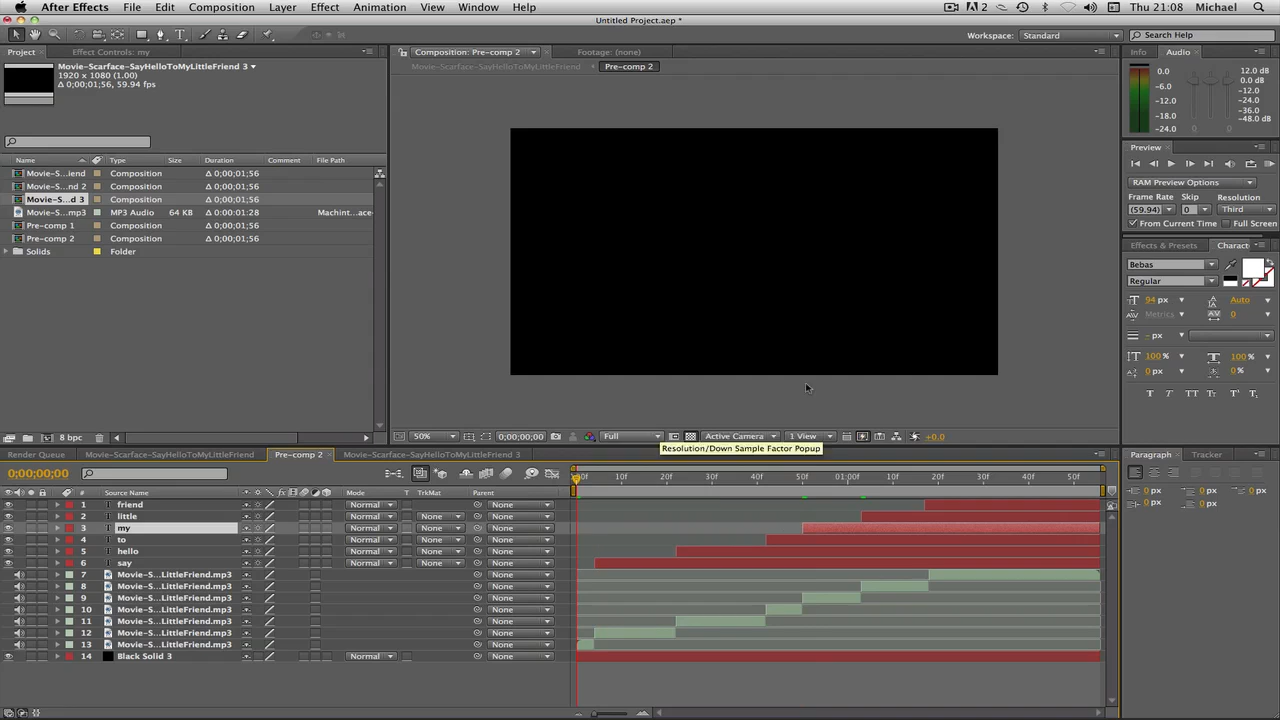 After Effects File Edit Composition Layer Effect Animation View Window Help 2 Thu 21:08 Michael
Untitled Project.aep *
Workspace: Standard Search Help
Project Effect Controls: my
Movie-Scarface-SayHelloToMyLittleFriend 3
1920 x 1080 (1.00)
Δ 0;00;01;56, 59.94 fps
Name Type Size Duration Comment File Path
Movie-S...iend Composition Δ 0;00;01;56
Movie-S...nd 2 Composition Δ 0;00;01;56
Movie-S...d 3 Composition Δ 0;00;01;56
Movie-S...mp3 MP3 Audio 64 KB Δ 0:00:01:28 Machint...ace-
Pre-comp 1 Composition Δ 0;00;01;56
Pre-comp 2 Composition Δ 0;00;01;56
Solids Folder
8 bpc
Composition: Pre-comp 2 Footage: (none)
Movie-Scarface-SayHelloToMyLittleFriend 3 Pre-comp 2
50% 0;00;00;00 Full Active Camera 1 View +0.0
Resolution/Down Sample Factor Popup
Info Audio
0.0 12.0 dB
0.0 dB
-6.0 -12.0
-12.0 -24.0
-18.0 -36.0
-24.0 -48.0 dB
Preview
RAM Preview Options
Frame Rate Skip Resolution
(59.94) 0 Third
From Current Time Full Screen
Effects & Presets Charact
Bebas
Regular
94 px Auto
Metrics 0
- px
100 % 100 %
0 px 0 %
T T TT Tr T¹ T₁
Render Queue Movie-Scarface-SayHelloToMyLittleFriend Pre-comp 2 Movie-Scarface-SayHelloToMyLittleFriend 3
0;00;00;00
00f 10f 20f 30f 40f 50f 01:00f 10f 20f 30f 40f 50f
# Source Name fx Mode T TrkMat Parent
1 T friend Normal None
2 T little Normal None None
3 T my Normal None None
4 T to Normal None None
5 T hello Normal None None
6 T say Normal None None
7 Movie-S...LittleFriend.mp3 None
8 Movie-S...LittleFriend.mp3 None
9 Movie-S...LittleFriend.mp3 None
10 Movie-S...LittleFriend.mp3 None
11 Movie-S...LittleFriend.mp3 None
12 Movie-S...LittleFriend.mp3 None
13 Movie-S...LittleFriend.mp3 None
14 Black Solid 3 Normal None
Paragraph Tracker
0 px 0 px 0 px
0 px 0 px